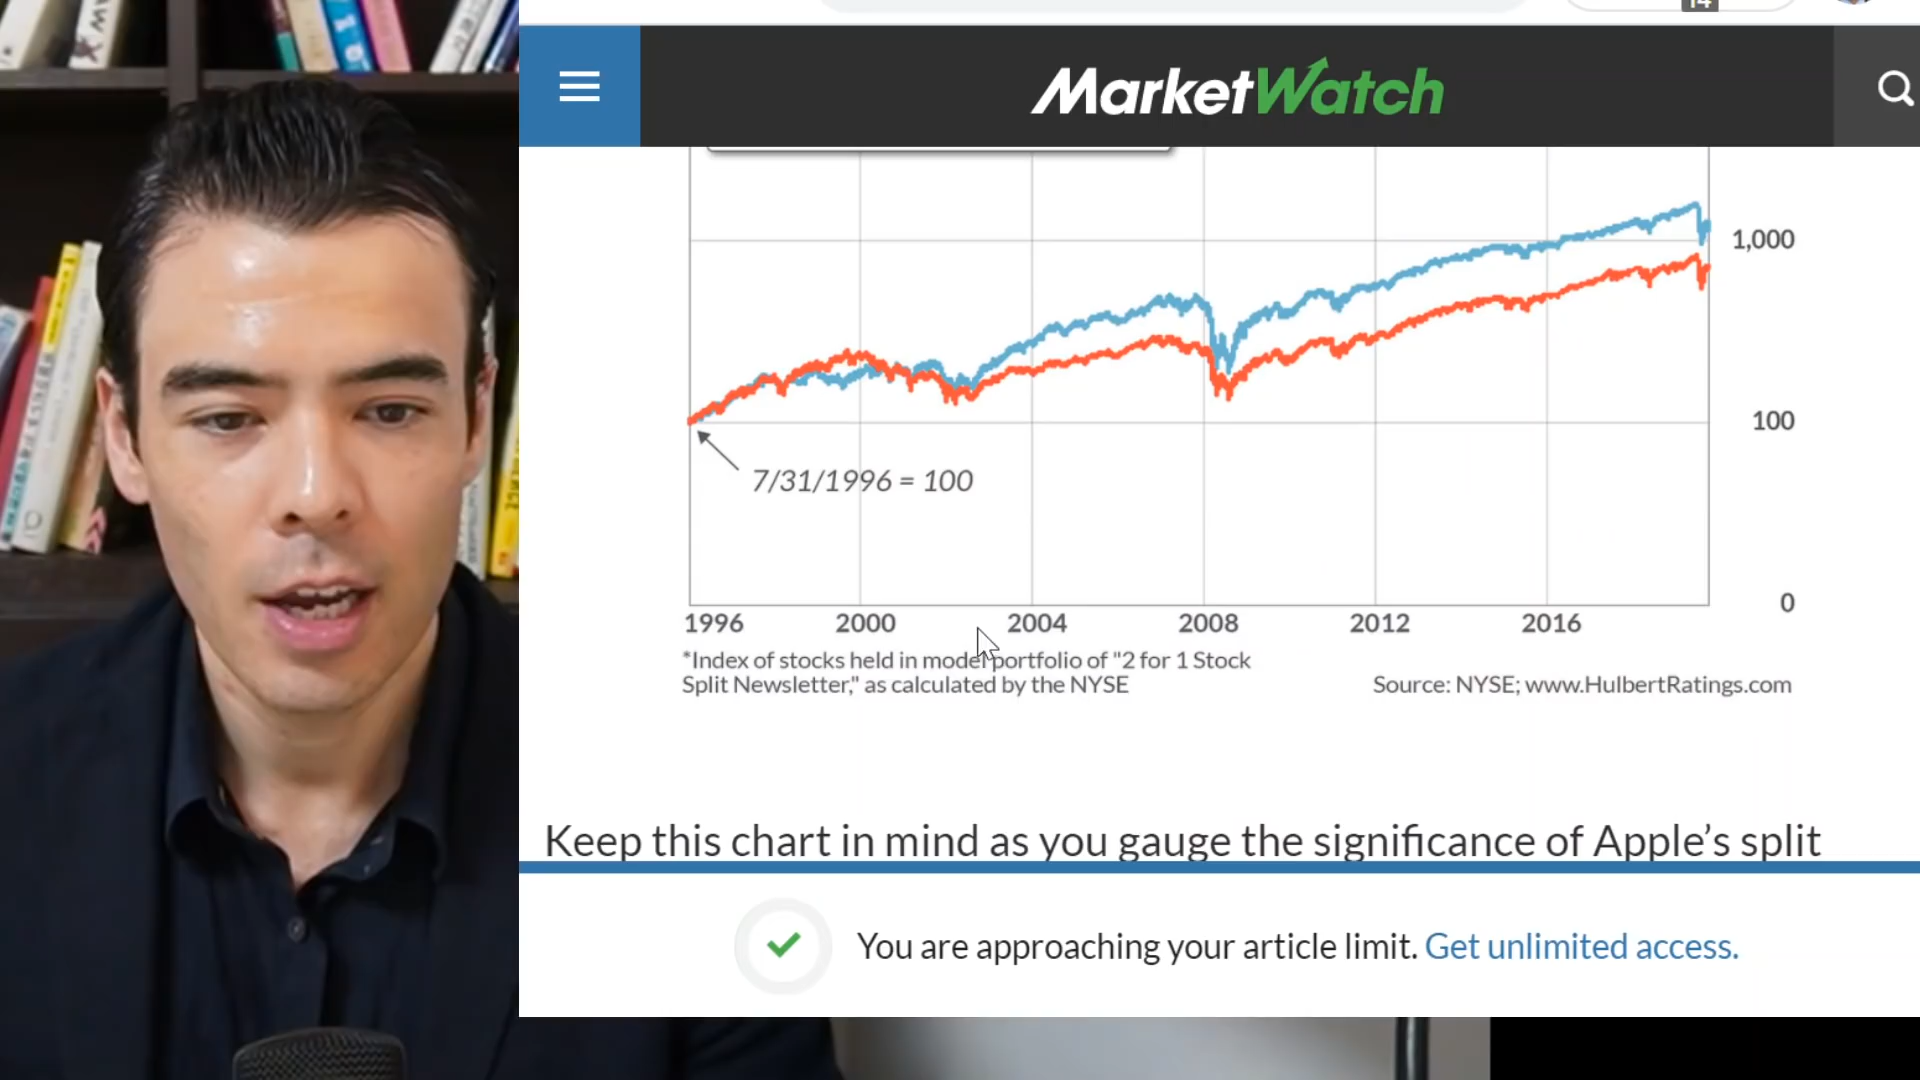 14
MarketWatch
1,000
100
7/31/1996 = 100
0
1996 2000 2004 2008 2012 2016
*Index of stocks held in model portfolio of "2 for 1 Stock
Split Newsletter," as calculated by the NYSE
Source: NYSE; www.HulbertRatings.com
Keep this chart in mind as you gauge the significance of Apple’s split
You are approaching your article limit. Get unlimited access.